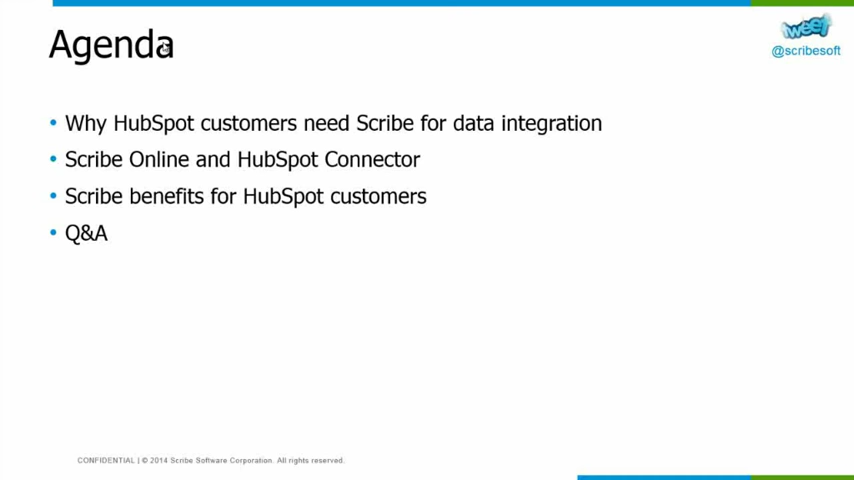 Agenda
tweet
@scribesoft
• Why HubSpot customers need Scribe for data integration
• Scribe Online and HubSpot Connector
• Scribe benefits for HubSpot customers
• Q&A
CONFIDENTIAL | © 2014 Scribe Software Corporation. All rights reserved.